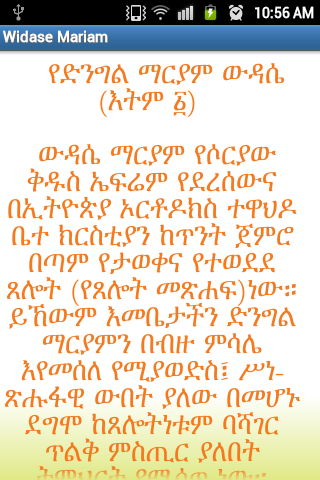 10:56 AM
Widase Mariam
የድንግል ማርያም ውዳሴ
(እትም ፩)
ውዳሴ ማርያም የሶርያው
ቅዱስ ኤፍሬም የደረሰውና
በኢትዮጵያ ኦርቶዶክስ ተዋህዶ
ቤተ ክርስቲያን ከጥንት ጀምሮ
በጣም የታወቀና የተወደደ
ጸሎት (የጸሎት መጽሐፍ)ነው።
ይኸውም እመቤታችን ድንግል
ማርያምን በብዙ ምሳሌ
እየመሰለ የሚያወድስ፤ ሥነ-
ጽሑፋዊ ውበት ያለው በመሆኑ
ደግሞ ከጸሎትነቱም ባሻገር
ጥልቅ ምስጢር ያለበት